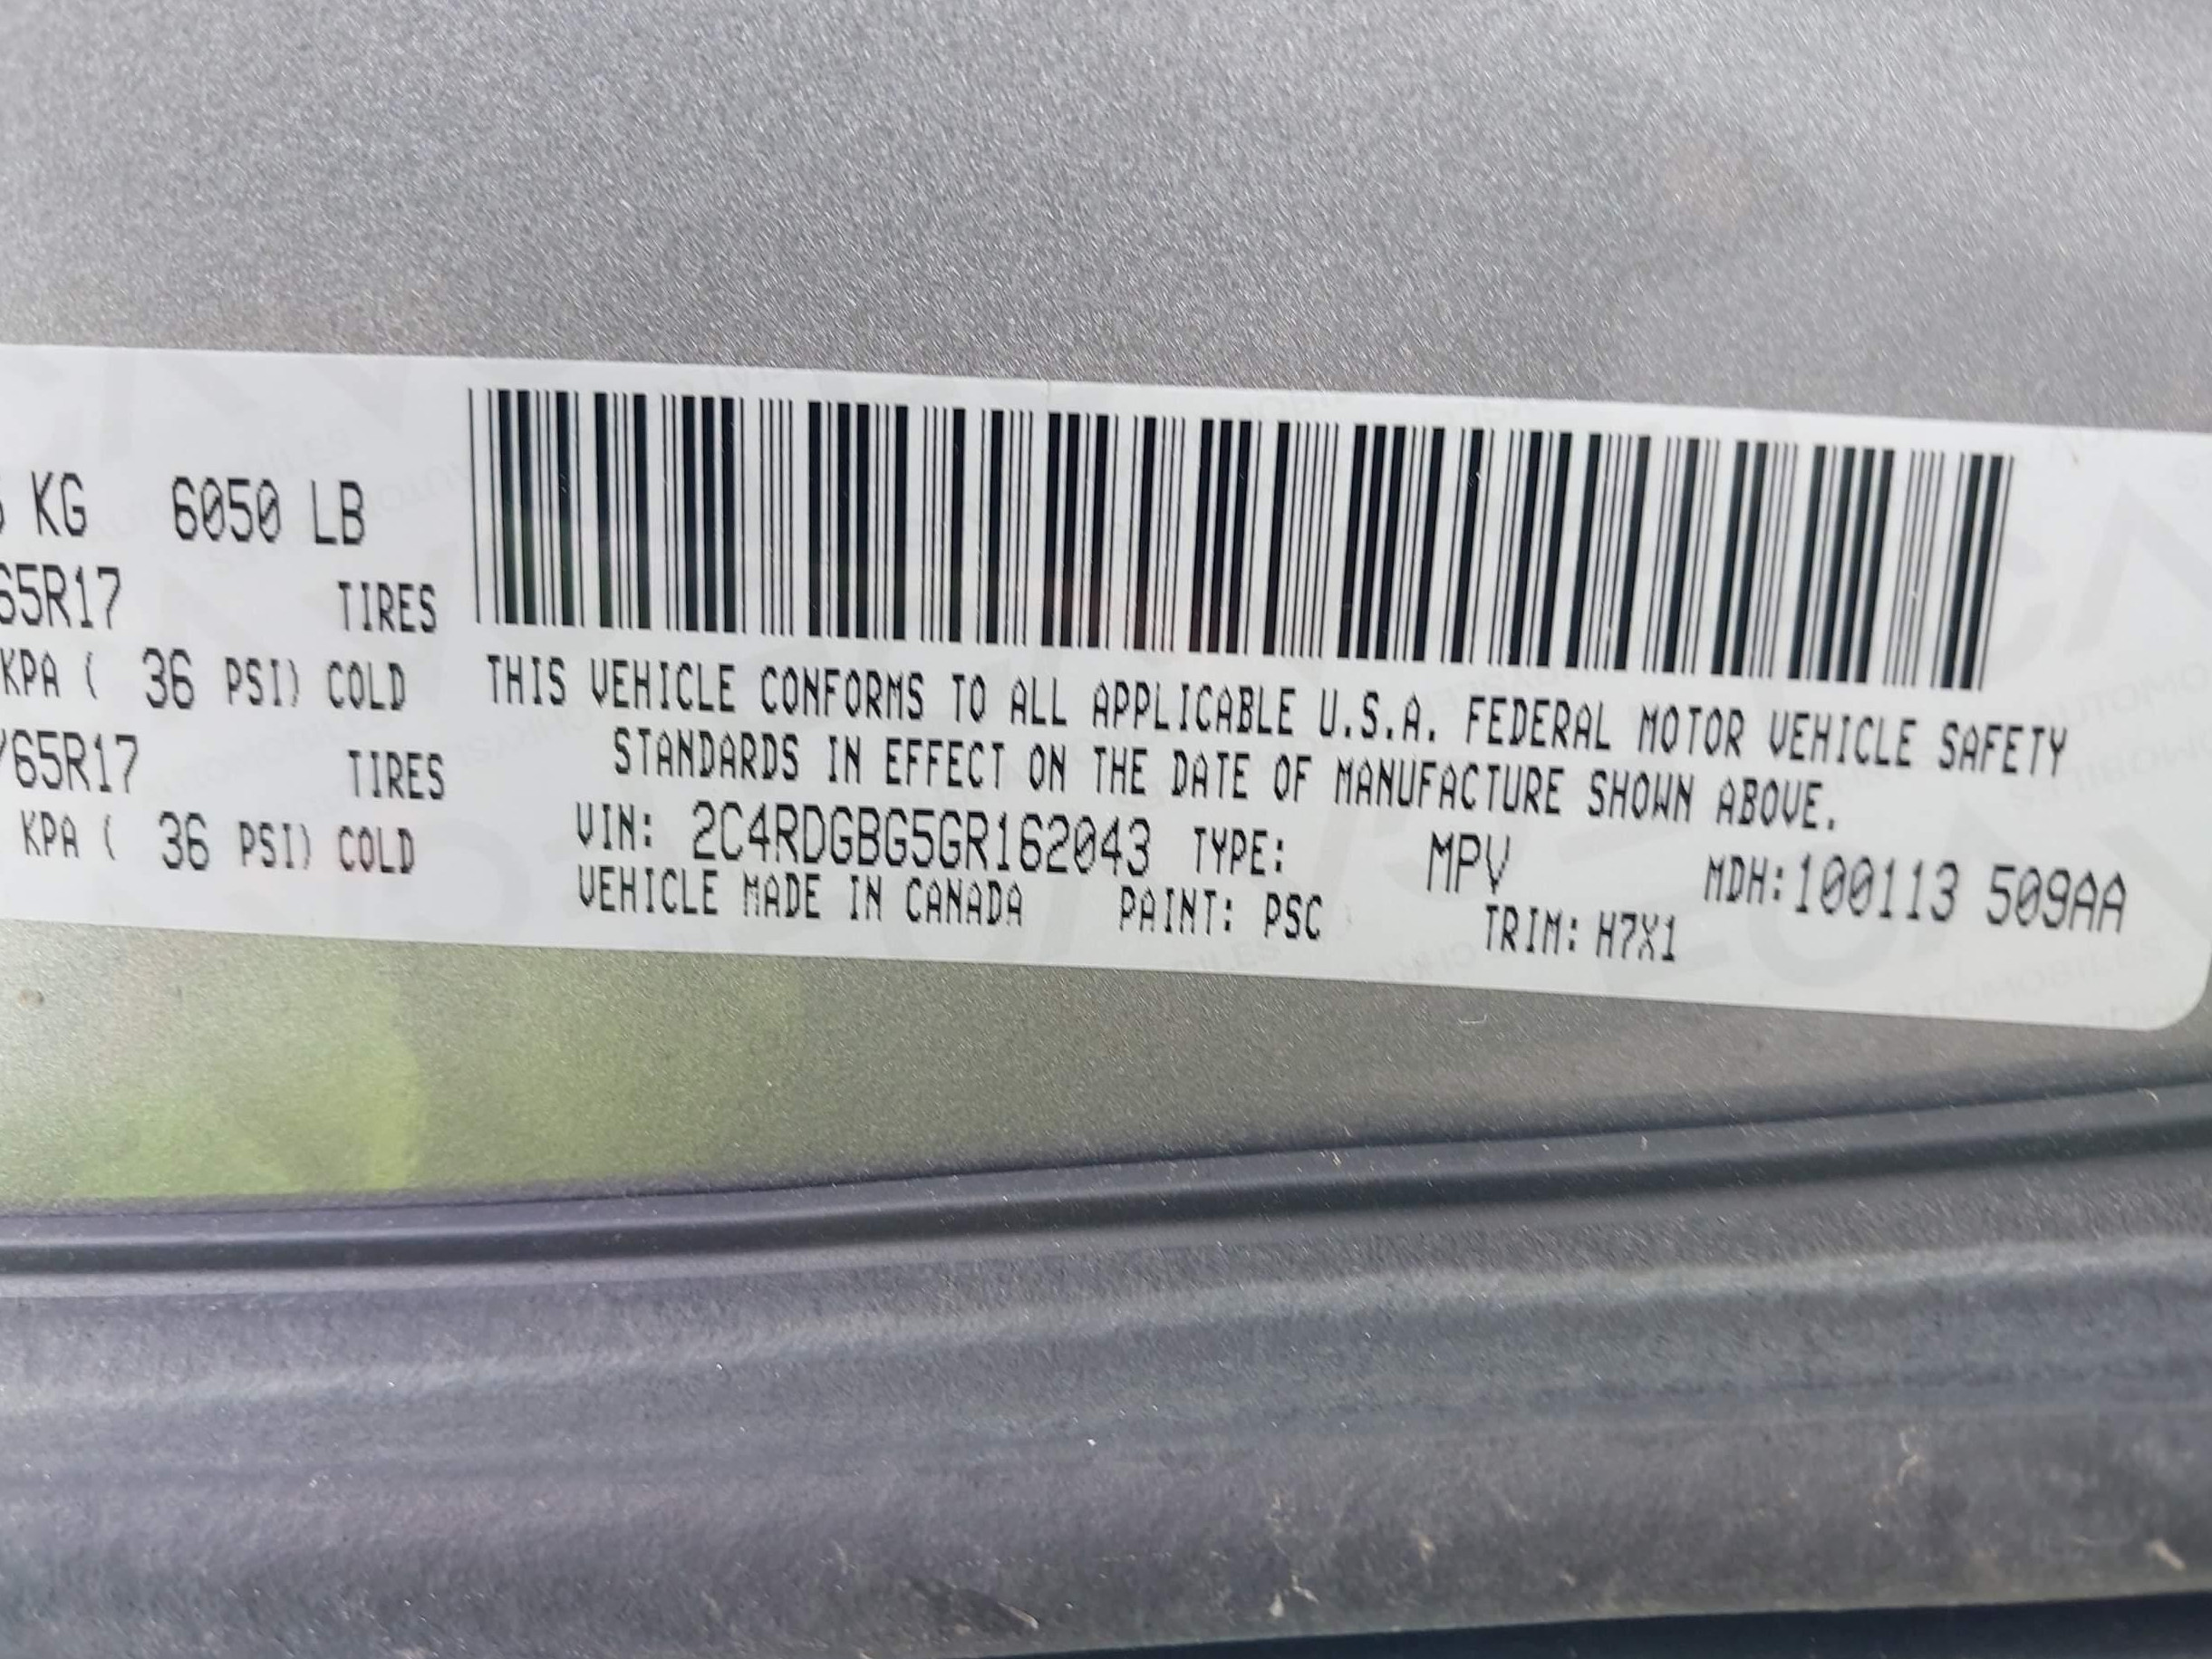 KG 6050 LB
65R17 TIRES
KPA ( 36 PSI) COLD
/65R17 TIRES
KPA ( 36 PSI) COLD
THIS VEHICLE CONFORMS TO ALL APPLICABLE U.S.A. FEDERAL MOTOR VEHICLE SAFETY
STANDARDS IN EFFECT ON THE DATE OF MANUFACTURE SHOWN ABOVE.
VIN: 2C4RDGBG5GR162043 TYPE: MPV MDH:100113 509AA
VEHICLE MADE IN CANADA PAINT: PSC TRIM: H7X1